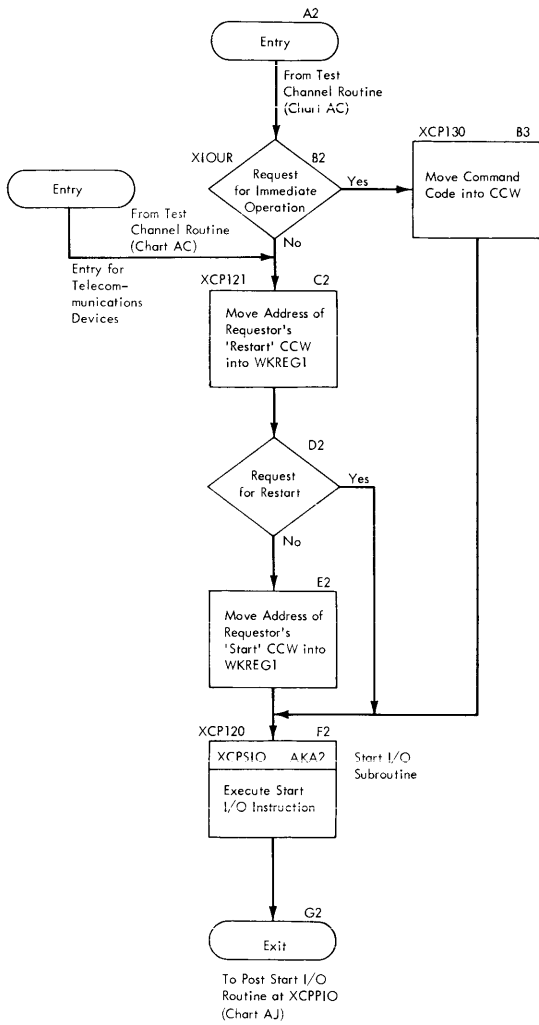 A2
Entry
From Test
Channel Routine
(Chart AC)
XCP130 B3
XIOUR B2
Request
for Immediate
Operation
Yes
Move Command
Code into CCW
Entry
From Test
Channel Routine
(Chart AC)
No
Entry for
Telecom-
munications
Devices
XCP121 C2
Move Address of
Requestor's
'Restart' CCW
into WKREG1
D2
Request
for Restart
Yes
No
E2
Move Address of
Requestor's
'Start' CCW into
WKREG1
XCP120 F2
XCPSIO AKA2
Start I/O
Subroutine
Execute Start
I/O Instruction
G2
Exit
To Post Start I/O
Routine at XCPPIO
(Chart AJ)